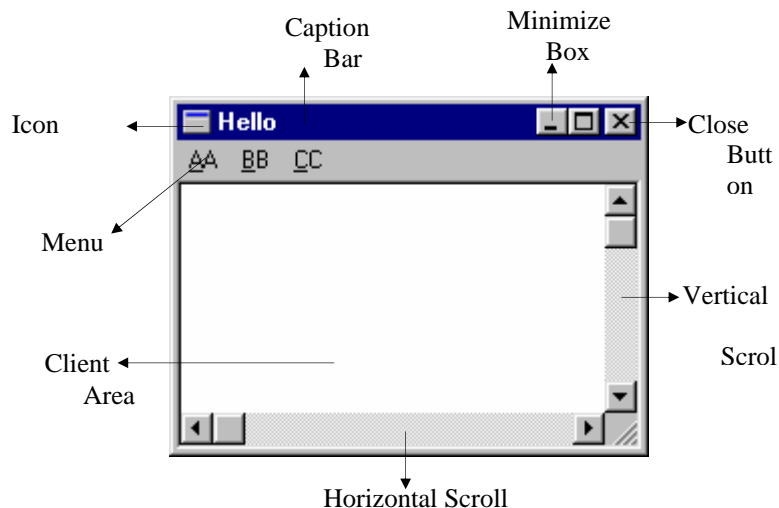 Caption
Bar
Minimize
Box
Icon
Hello
Close
Butt
on
AA BB CC
Menu
Vertical
Scrol
Client
Area
Horizontal Scroll